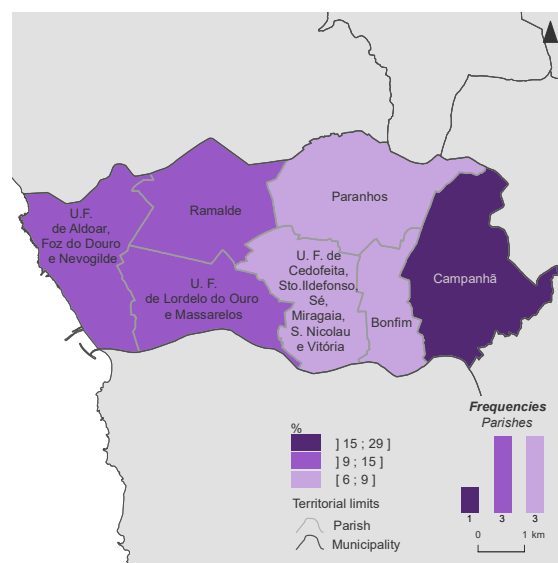 Paranhos
Ramalde
U.F.
de Aldoar,
Foz do Douro
e Nevogilde
U. F.
de Lordelo do Ouro
e Massarelos
U. F. de
Cedofeita,
Sto.Ildefonso,
Sé,
Miragaia,
S. Nicolau
e Vitória
Bonfim
Campanhã
%
] 15 ; 29 ]
] 9 ; 15 ]
[ 6 ; 9 ]
Territorial limits
Parish
Municipality
Frequencies
Parishes
1 3 3
0 1 km